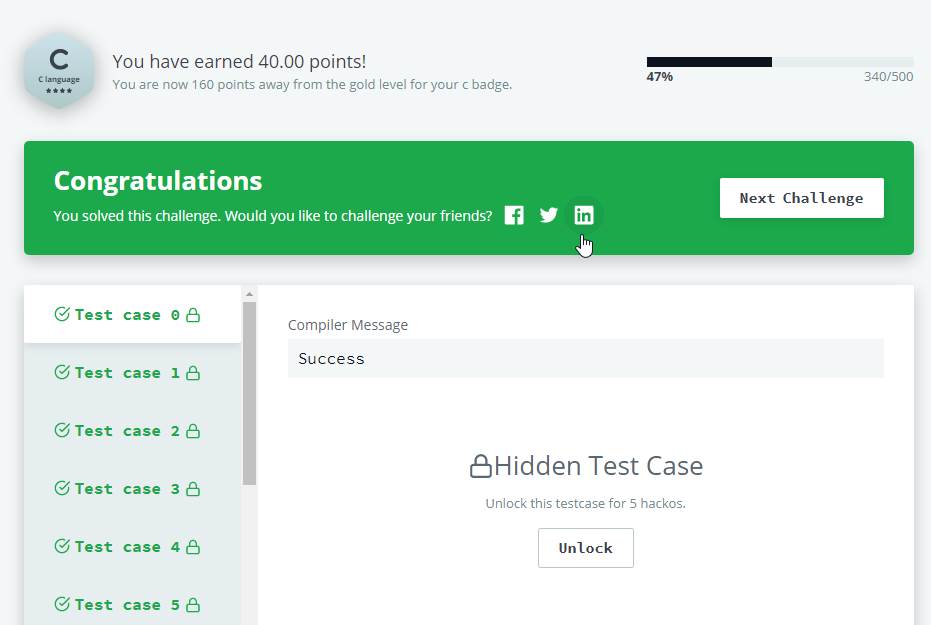 C
C language
You have earned 40.00 points!
You are now 160 points away from the gold level for your c badge.
47%
340/500
Congratulations
You solved this challenge. Would you like to challenge your friends?
in
Next Challenge
Test case 0
Test case 1
Test case 2
Test case 3
Test case 4
Test case 5
Compiler Message
Success
Hidden Test Case
Unlock this testcase for 5 hackos.
Unlock